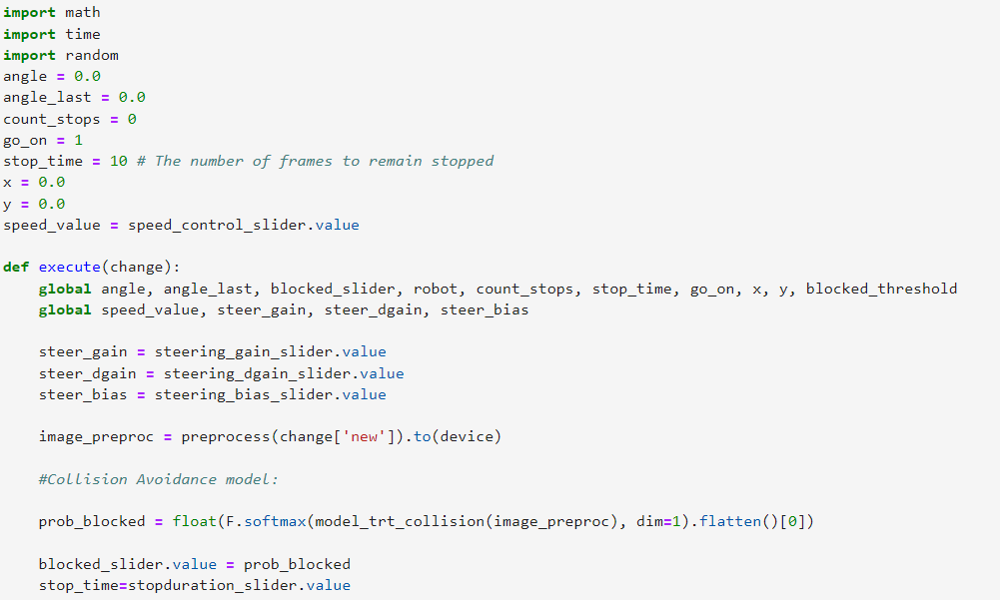 import math
import time
import random
angle = 0.0
angle_last = 0.0
count_stops = 0
go_on = 1
stop_time = 10 # The number of frames to remain stopped
x = 0.0
y = 0.0
speed_value = speed_control_slider.value

def execute(change):
    global angle, angle_last, blocked_slider, robot, count_stops, stop_time, go_on, x, y, blocked_threshold
    global speed_value, steer_gain, steer_dgain, steer_bias

    steer_gain = steering_gain_slider.value
    steer_dgain = steering_dgain_slider.value
    steer_bias = steering_bias_slider.value

    image_preproc = preprocess(change['new']).to(device)

    #Collision Avoidance model:

    prob_blocked = float(F.softmax(model_trt_collision(image_preproc), dim=1).flatten()[0])

    blocked_slider.value = prob_blocked
    stop_time=stopduration_slider.value